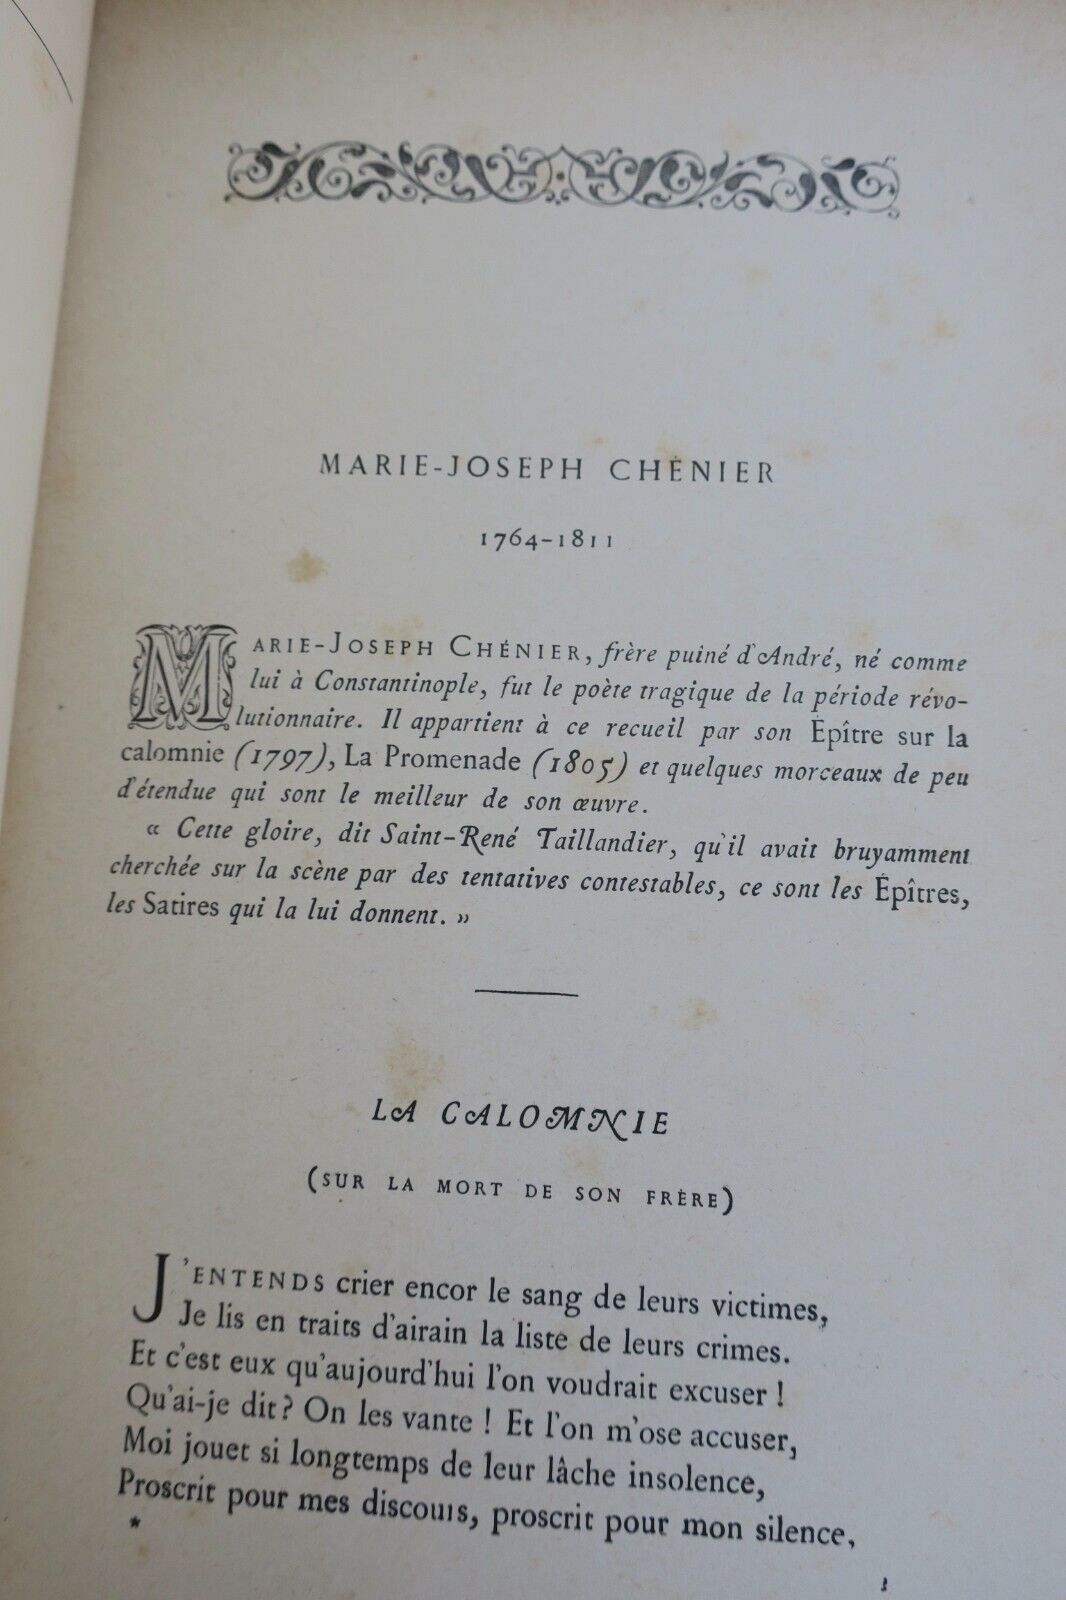 MARIE-JOSEPH CHÉNIER
1764-1811
MARIE-JOSEPH CHÉNIER, frère puiné d'André, né comme
lui à Constantinople, fut le poète tragique de la période révo-
lutionnaire. Il appartient à ce recueil par son Épître sur la
calomnie (1797), La Promenade (1805) et quelques morceaux de peu
d'étendue qui sont le meilleur de son œuvre.
« Cette gloire, dit Saint-René Taillandier, qu'il avait bruyamment
cherchée sur la scène par des tentatives contestables, ce sont les Épîtres,
les Satires qui la lui donnent. »
LA CALOMNIE
(SUR LA MORT DE SON FRÈRE)
J'ENTENDS crier encor le sang de leurs victimes,
Je lis en traits d'airain la liste de leurs crimes.
Et c'est eux qu'aujourd'hui l'on voudrait excuser !
Qu'ai-je dit? On les vante ! Et l'on m'ose accuser,
Moi jouet si longtemps de leur lâche insolence,
Proscrit pour mes discours, proscrit pour mon silence,
*